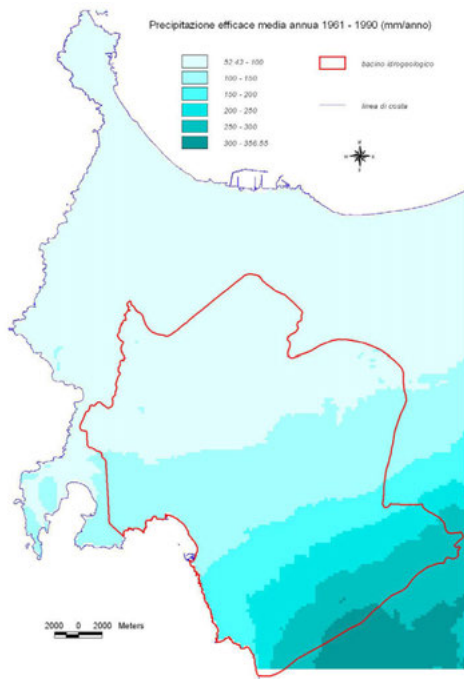 Precipitazione efficace media annua 1961 - 1990 (mm/anno)
52.43 - 100
100 - 150
150 - 200
200 - 250
250 - 300
300 - 356.55
bacino idrogeologico
linea di costa
2000 0 2000 Meters